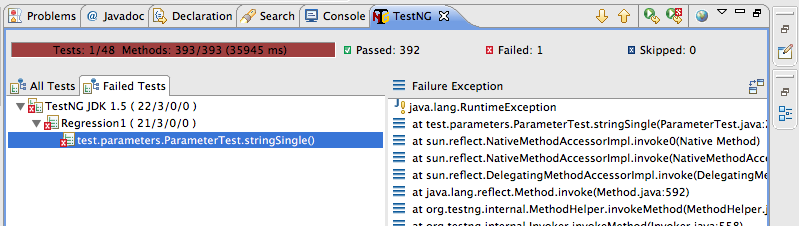 Problems @ Javadoc Declaration Search Console TestNG
Tests: 1/48 Methods: 393/393 (35945 ms) Passed: 392 Failed: 1 Skipped: 0
All Tests Failed Tests
Failure Exception
TestNG JDK 1.5 ( 22/3/0/0 )
Regression1 ( 21/3/0/0 )
test.parameters.ParameterTest.stringSingle()
java.lang.RuntimeException
at test.parameters.ParameterTest.stringSingle(ParameterTest.java:2
at sun.reflect.NativeMethodAccessorImpl.invoke0(Native Method)
at sun.reflect.NativeMethodAccessorImpl.invoke(NativeMethodAcce
at sun.reflect.DelegatingMethodAccessorImpl.invoke(DelegatingMe
at java.lang.reflect.Method.invoke(Method.java:592)
at org.testng.internal.MethodHelper.invokeMethod(MethodHelper.j
at org.testng.internal.Invoker.invokeMethod(Invoker.java:558)